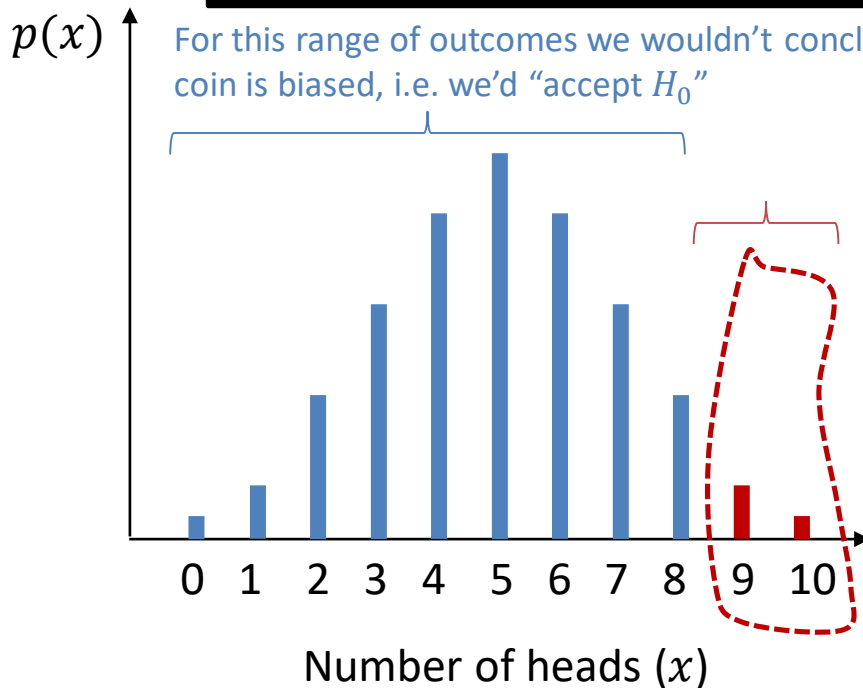 p(x)
For this range of outcomes we wouldn't concl
coin is biased, i.e. we'd “accept H₀”
0 1 2 3 4 5 6 7 8 9 10
Number of heads (x)